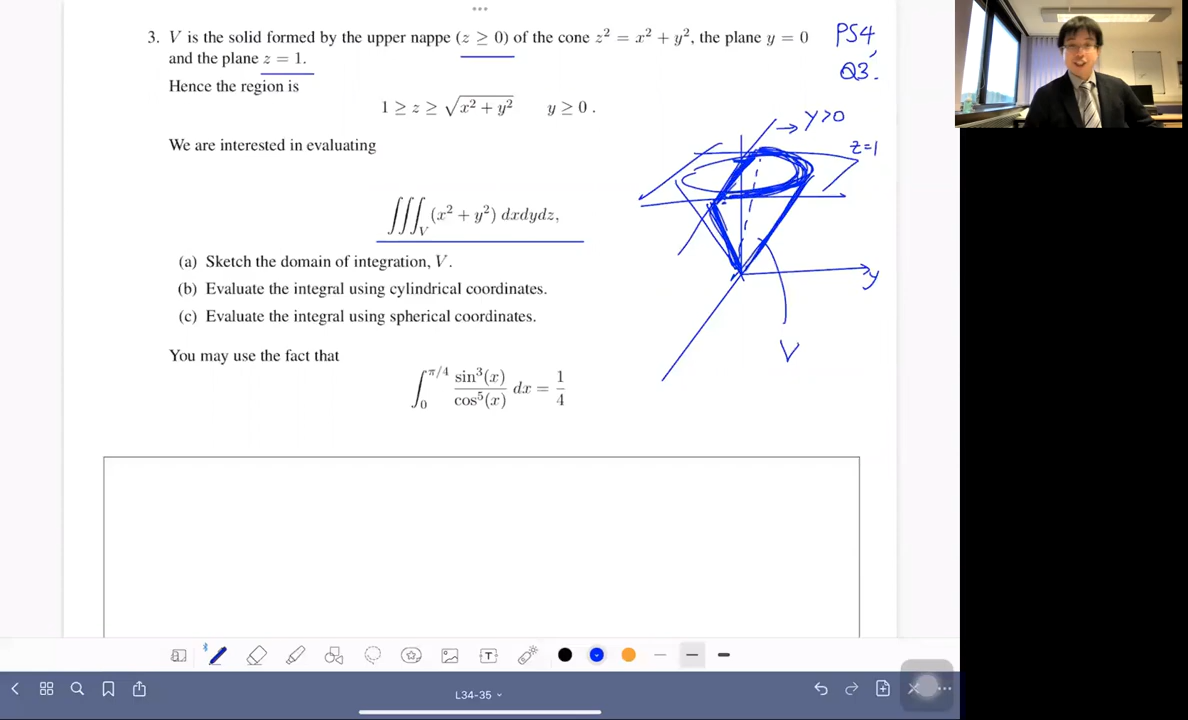 3. V is the solid formed by the upper nappe (z ≥ 0) of the cone z² = x² + y², the plane y = 0
and the plane z = 1.
PS4,
Q3.
Hence the region is
1 ≥ z ≥ √(x² + y²)    y ≥ 0 .
→ y>0
z=1
We are interested in evaluating
∭_V (x² + y²) dxdydz,
(a) Sketch the domain of integration, V.
y
(b) Evaluate the integral using cylindrical coordinates.
(c) Evaluate the integral using spherical coordinates.
V
You may use the fact that
∫_0^{π/4} sin³(x)/cos⁵(x) dx = 1/4
T
L34-35